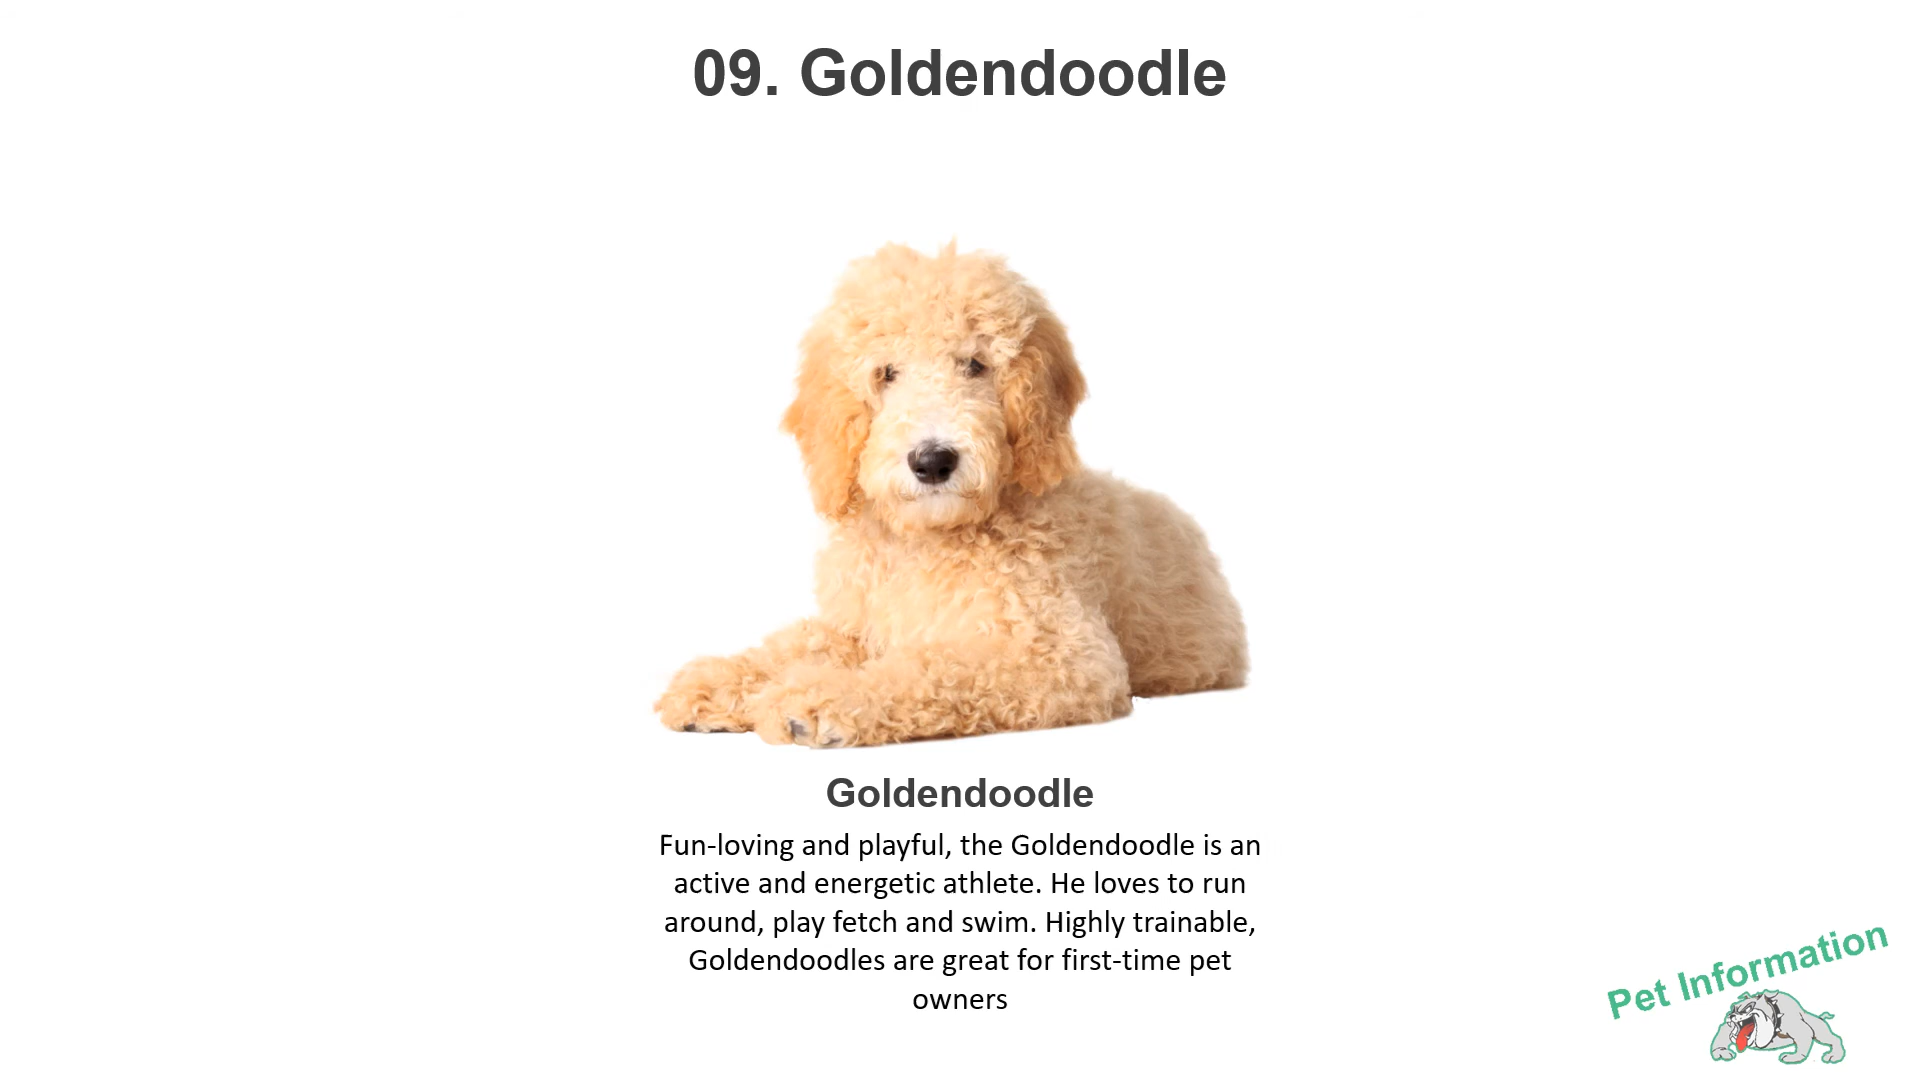 09. Goldendoodle
Goldendoodle
Fun-loving and playful, the Goldendoodle is an
active and energetic athlete. He loves to run
around, play fetch and swim. Highly trainable,
Goldendoodles are great for first-time pet
owners
Pet Information